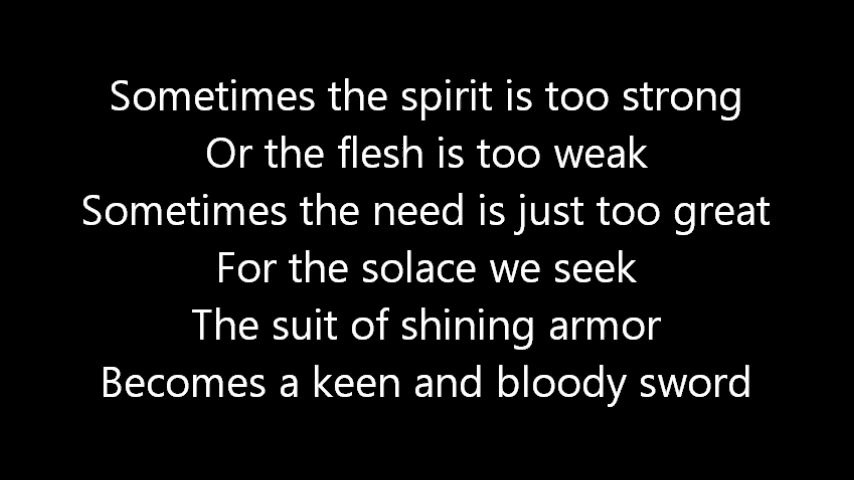 Sometimes the spirit is too strong
Or the flesh is too weak
Sometimes the need is just too great
For the solace we seek
The suit of shining armor
Becomes a keen and bloody sword